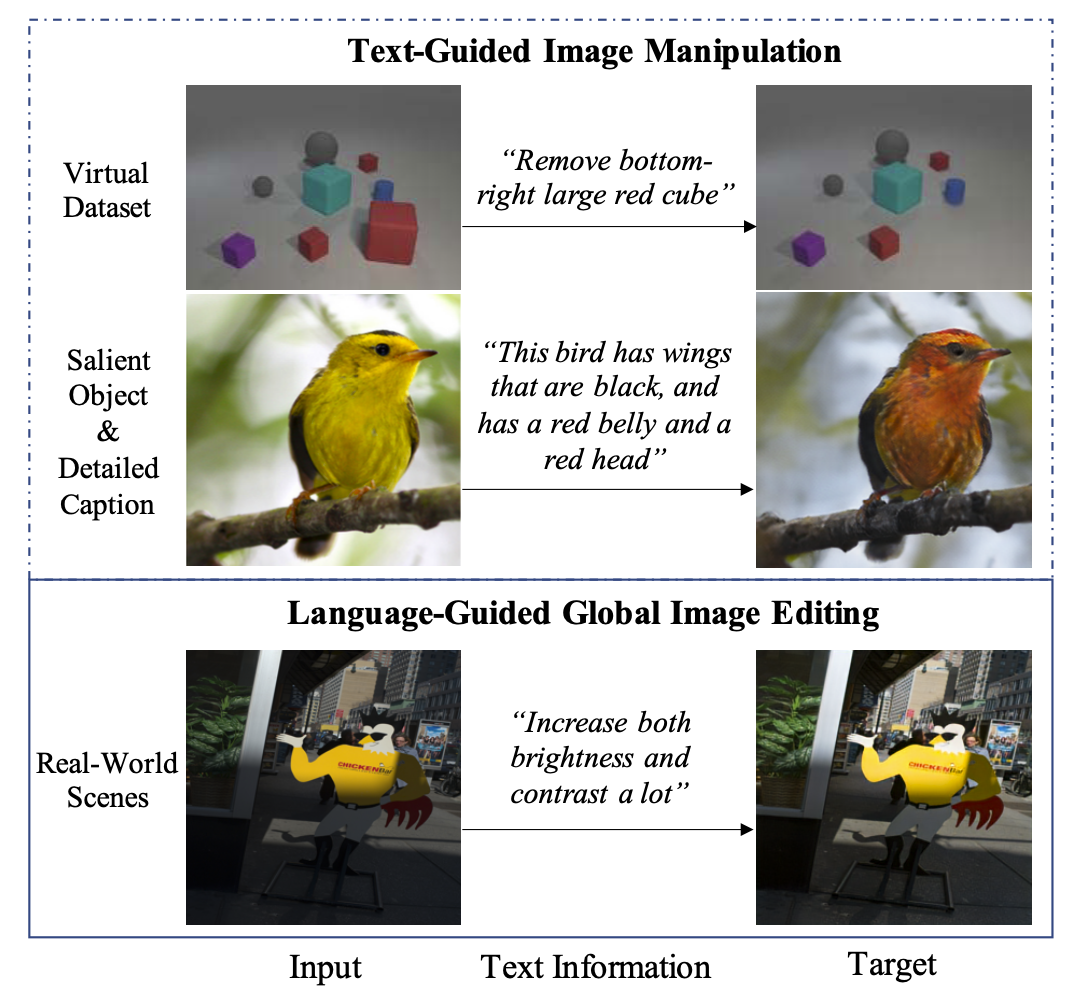 Text-Guided Image Manipulation
Virtual
Dataset
“Remove bottom-
right large red cube”
Salient
Object
&
Detailed
Caption
“This bird has wings
that are black, and
has a red belly and a
red head”
Language-Guided Global Image Editing
Real-World
Scenes
CHICKENBar
“Increase both
brightness and
contrast a lot”
CHICKENBar
Input
Text Information
Target